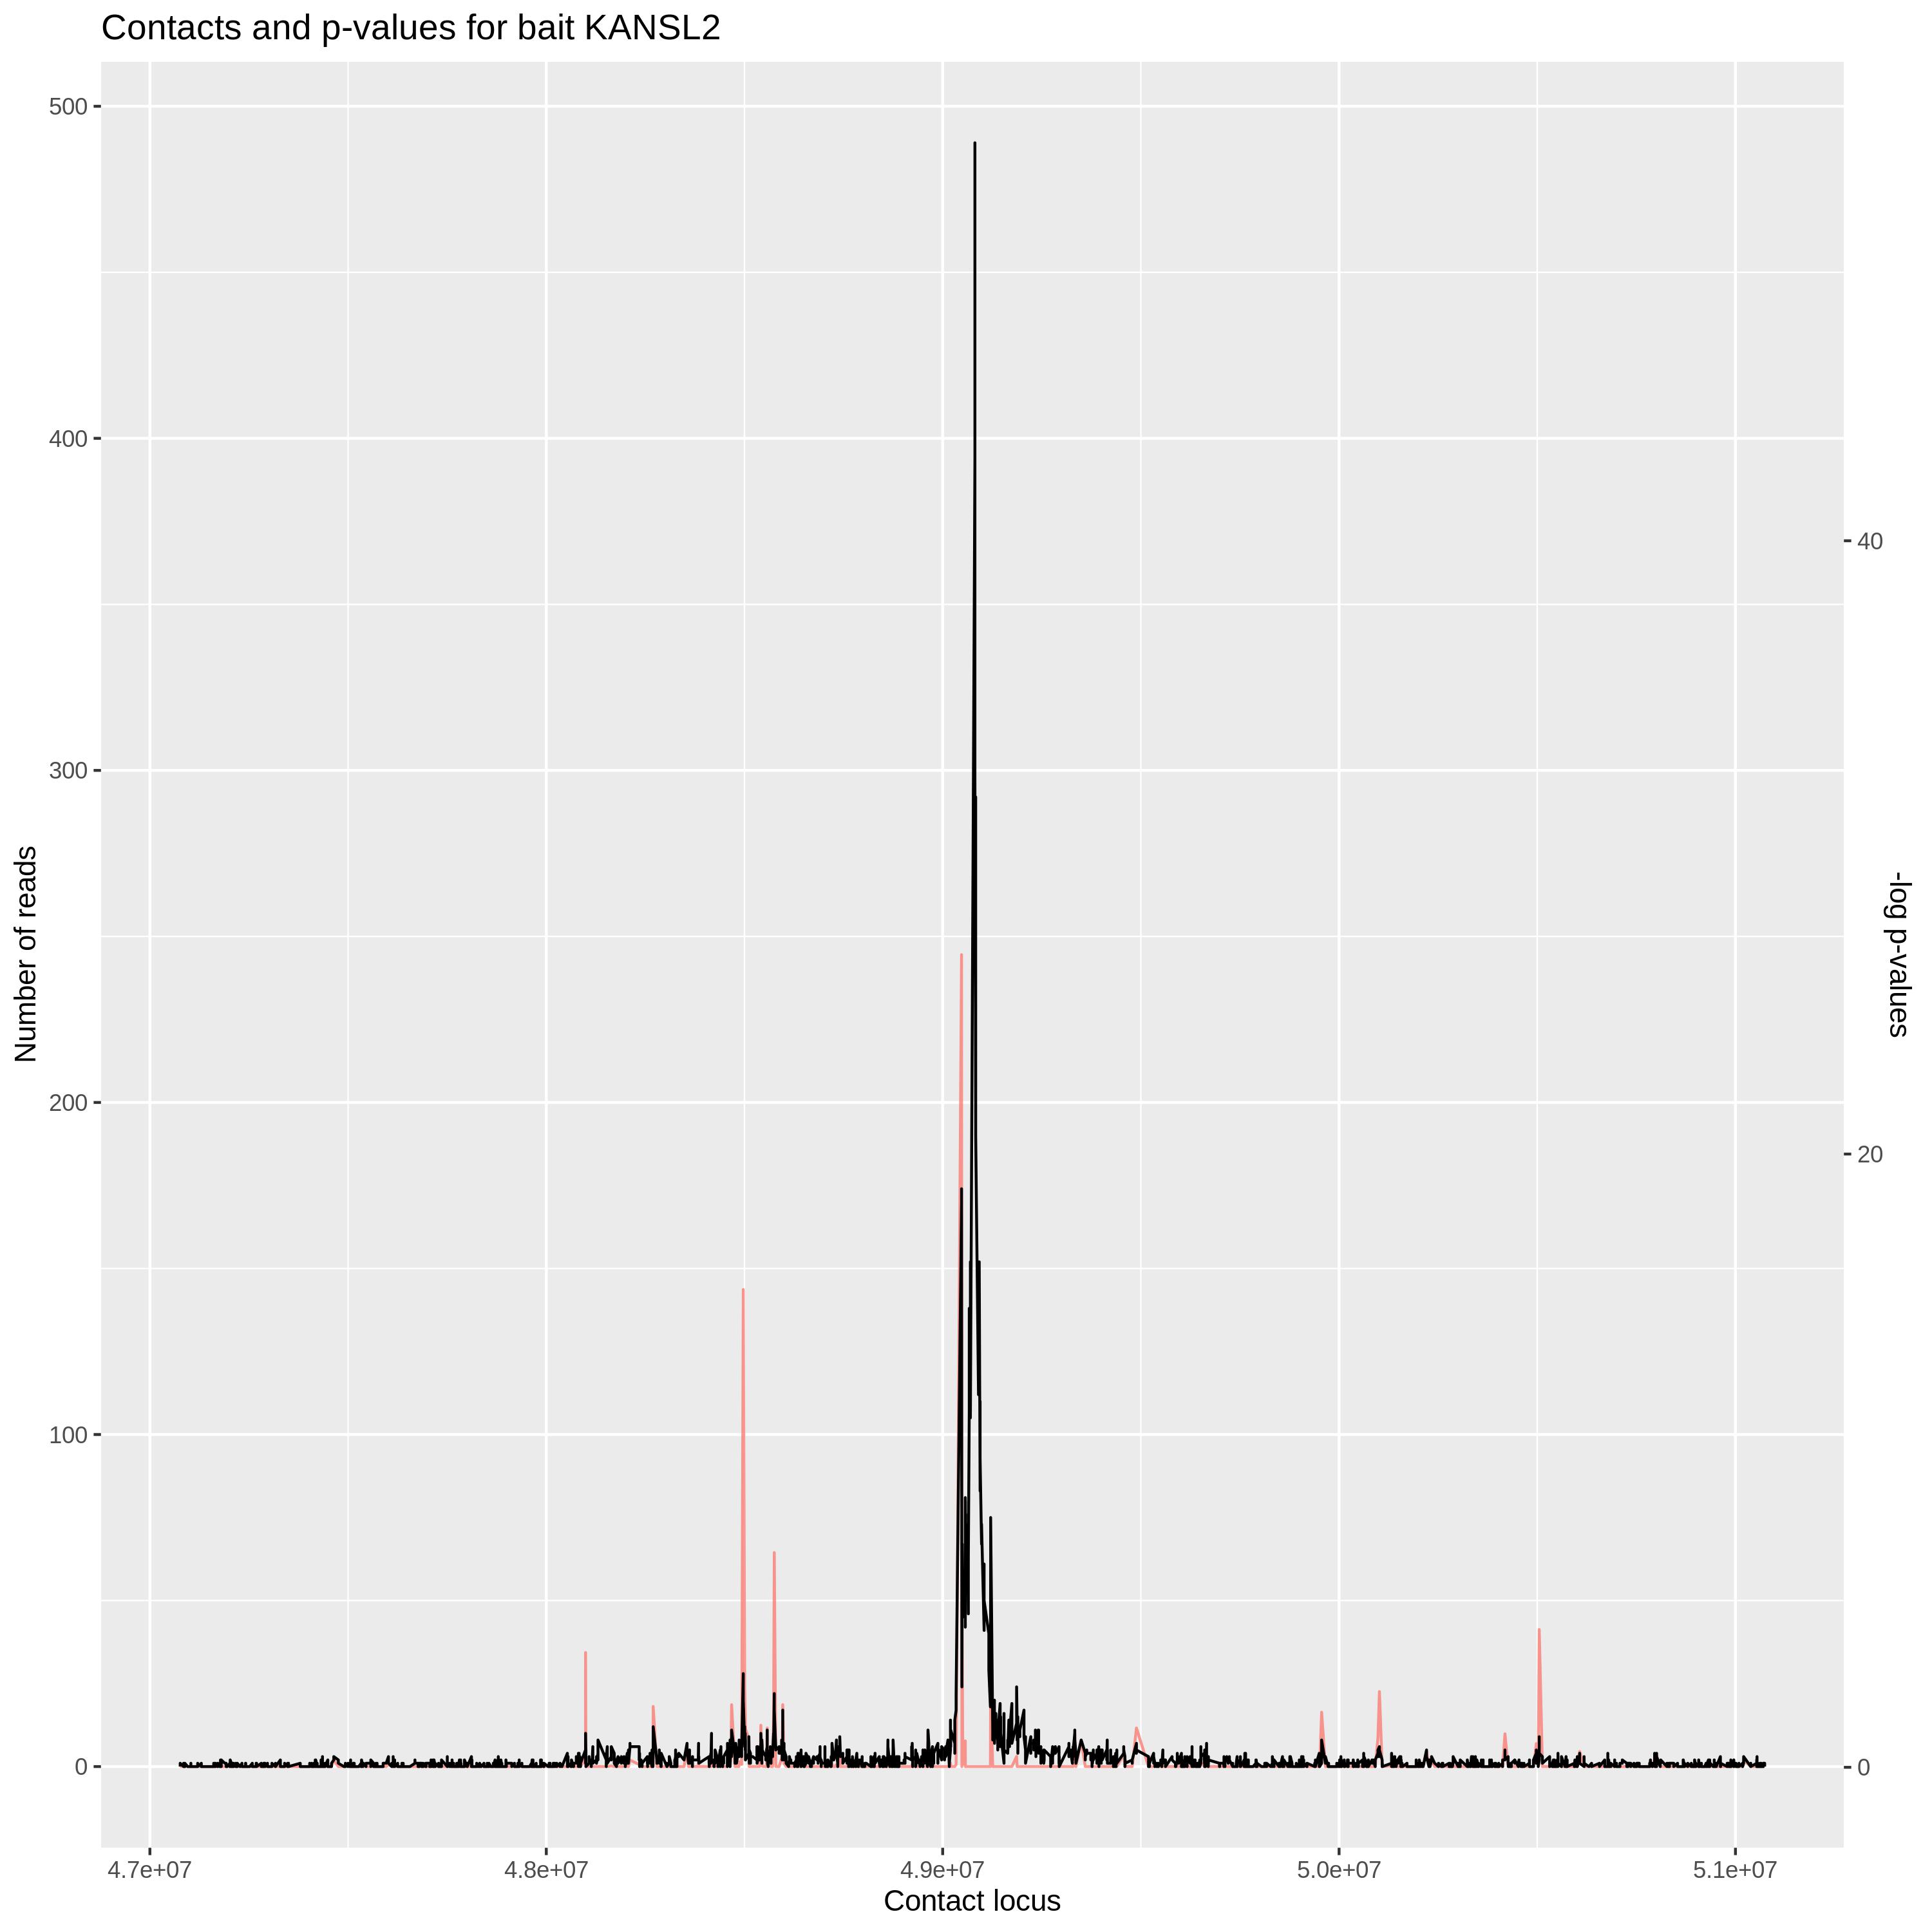 Contacts and p-values for bait KANSL2
500
400
300
200
100
0
Number of reads
40
20
0
-log p-values
4.7e+07
4.8e+07
4.9e+07
5.0e+07
5.1e+07
Contact locus